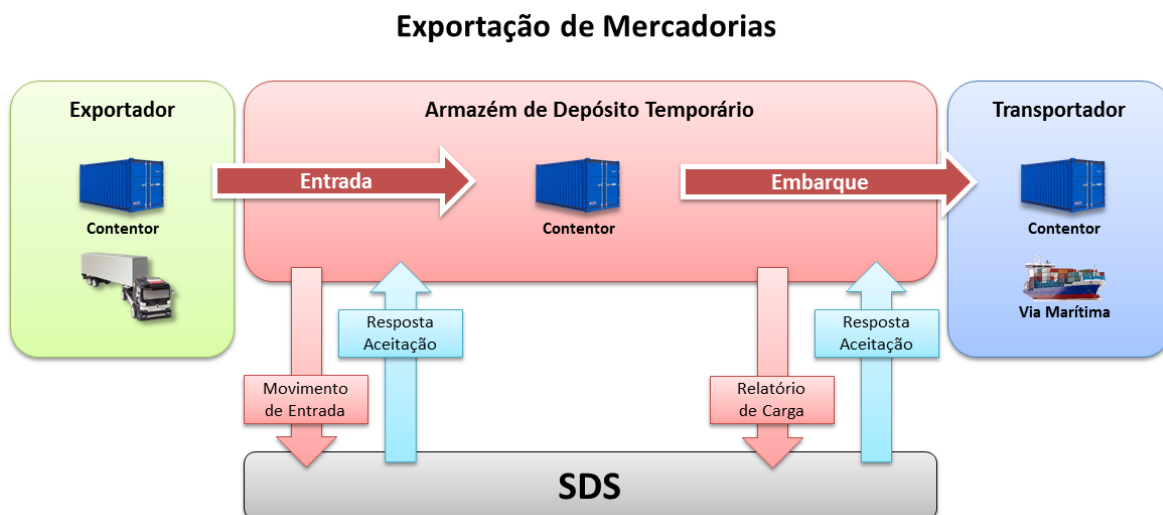 Exportação de Mercadorias
Exportador
Contentor
Entrada
Armazém de Depósito Temporário
Contentor
Embarque
Transportador
Contentor
Via Marítima
Movimento
de Entrada
Resposta
Aceitação
Relatório
de Carga
Resposta
Aceitação
SDS